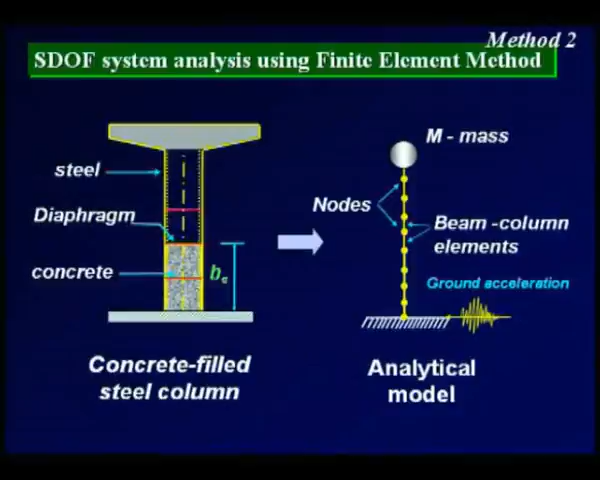 Method 2
SDOF system analysis using Finite Element Method
M - mass
steel
Nodes
Diaphragm
Beam -column
elements
concrete
Ground acceleration
Concrete-filled
steel column
Analytical
model